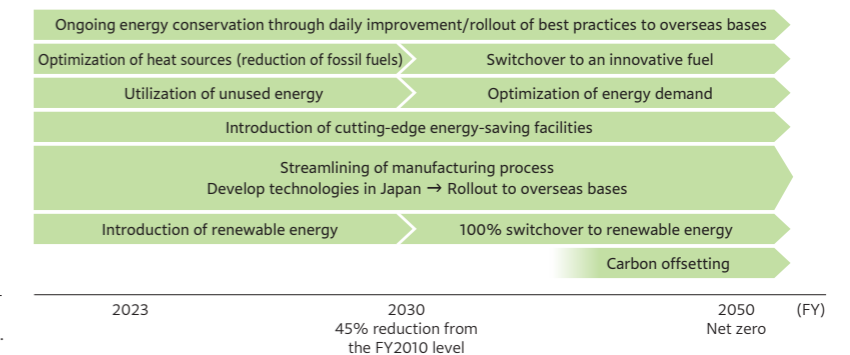 Ongoing energy conservation through daily improvement/rollout of best practices to overseas bases
Optimization of heat sources (reduction of fossil fuels)
Switchover to an innovative fuel
Utilization of unused energy
Optimization of energy demand
Introduction of cutting-edge energy-saving facilities
Streamlining of manufacturing process
Develop technologies in Japan → Rollout to overseas bases
Introduction of renewable energy
100% switchover to renewable energy
Carbon offsetting
2023
2030
45% reduction from
the FY2010 level
2050
Net zero
(FY)